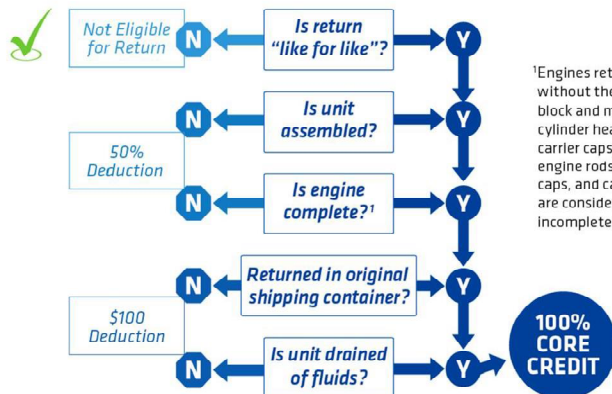 Not Eligible
for Return
N
Is return
"like for like"?
Y
Is unit
assembled?
N
Y
50%
Deduction
Is engine
complete?¹
N
Y
¹Engines ret
without the
block and m
cylinder hea
carrier caps
engine rods
caps, and ca
are conside
incomplete
Returned in original
shipping container?
N
Y
$100
Deduction
Is unit drained
of fluids?
N
Y
100%
CORE
CREDIT